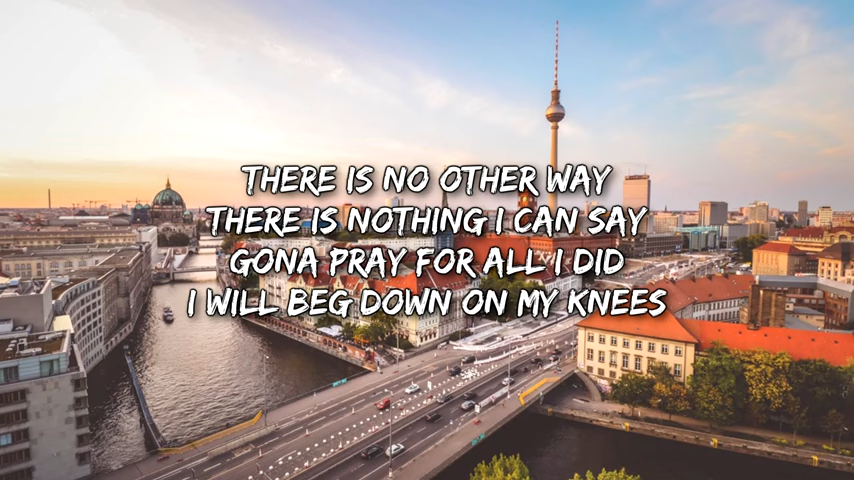 THERE IS NO OTHER WAY
THERE IS NOTHING I CAN SAY
GONA PRAY FOR ALL I DID
I WILL BEG DOWN ON MY KNEES